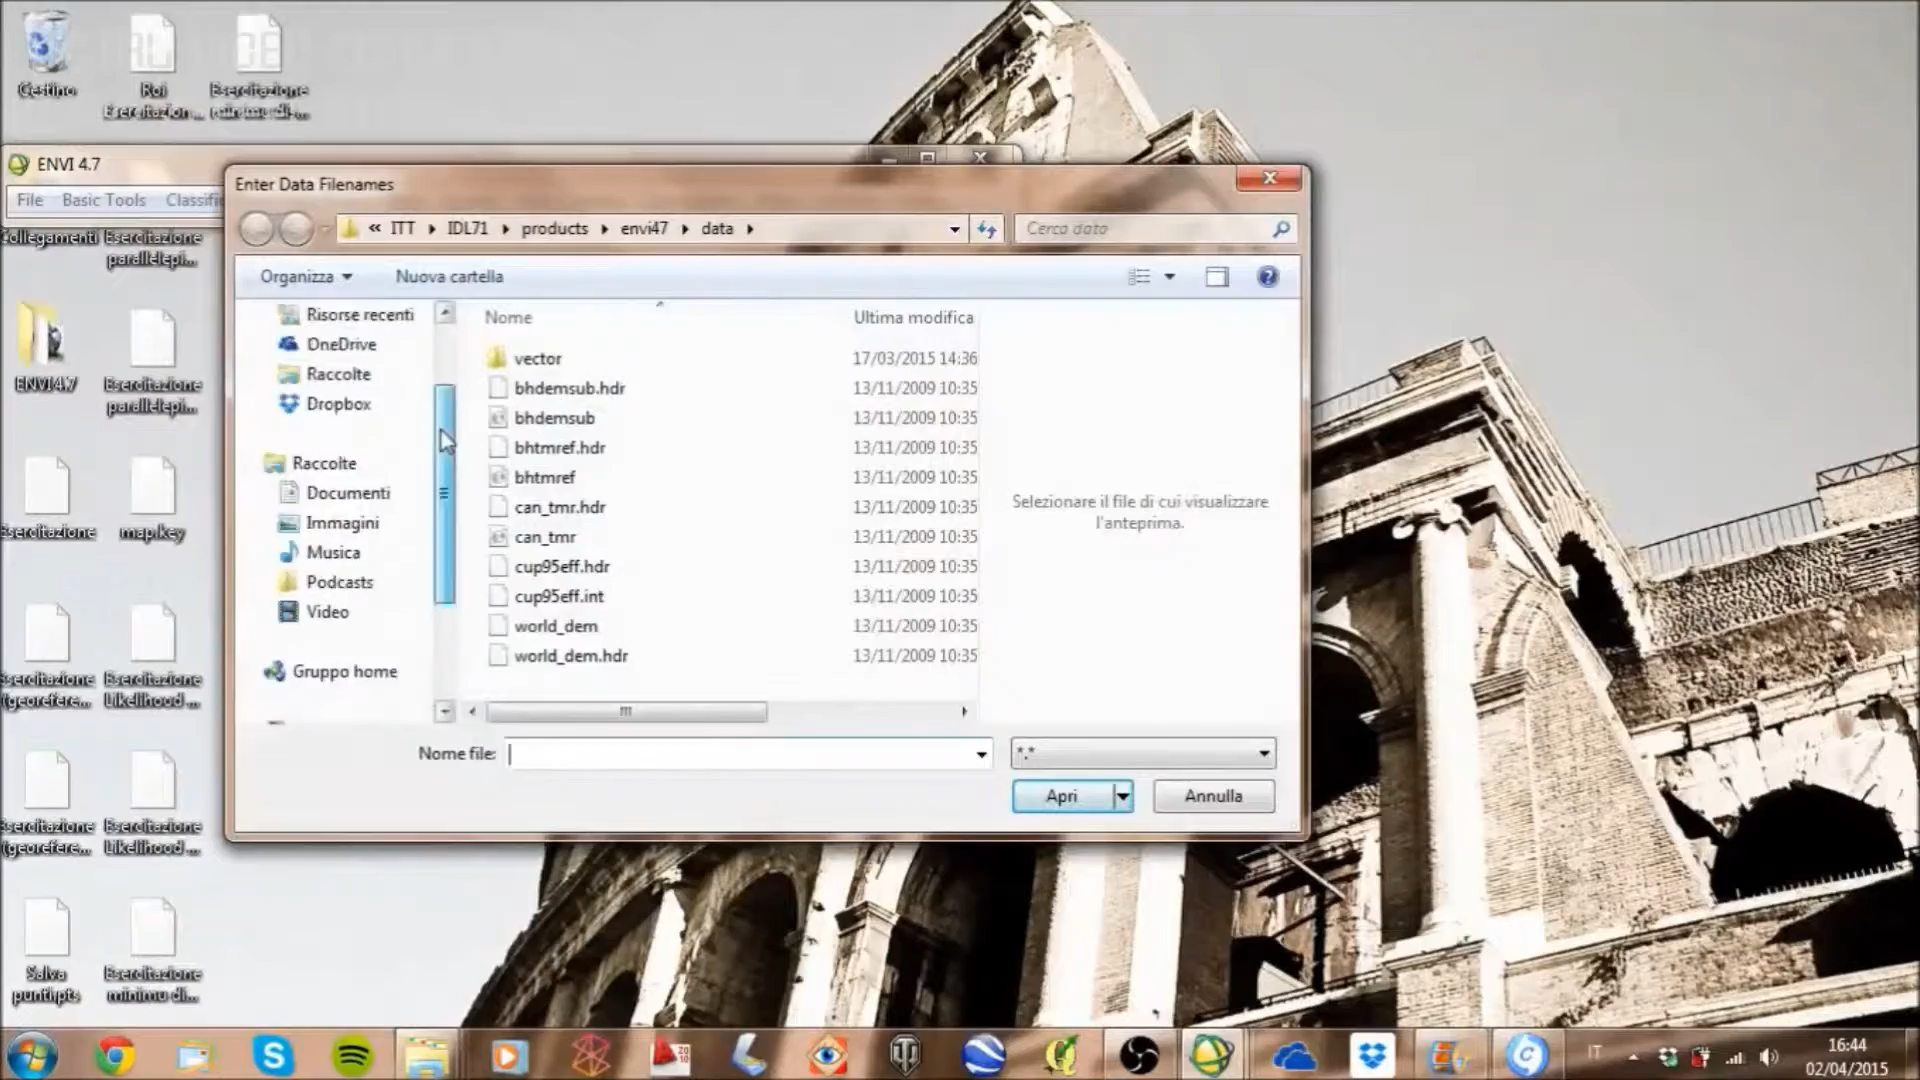 Cestino
Roi
Esercitazion...
Esercitazione
minimo di-...
ENVI 4.7
File
Basic Tools
Classific
Collegamenti
Esercitazione
parallelepi...
ENVI4.7
Esercitazione
parallelepi...
Esercitazione
map.key
Esercitazione
(georefere...
Esercitazione
Likelihood ...
Esercitazione
(georefere...
Esercitazione
Likelihood ...
Salva
punti.pts
Esercitazione
minimu di...
Enter Data Filenames
« ITT
IDL71
products
envi47
data
Cerca data
Organizza
Nuova cartella
Risorse recenti
OneDrive
Raccolte
Dropbox
Raccolte
Documenti
Immagini
Musica
Podcasts
Video
Gruppo home
Nome
Ultima modifica
vector 17/03/2015 14:36
bhdemsub.hdr 13/11/2009 10:35
bhdemsub 13/11/2009 10:35
bhtmref.hdr 13/11/2009 10:35
bhtmref 13/11/2009 10:35
can_tmr.hdr 13/11/2009 10:35
can_tmr 13/11/2009 10:35
cup95eff.hdr 13/11/2009 10:35
cup95eff.int 13/11/2009 10:35
world_dem 13/11/2009 10:35
world_dem.hdr 13/11/2009 10:35
Selezionare il file di cui visualizzare
l'anteprima.
Nome file:
*.*
Apri
Annulla
IT
16:44
02/04/2015